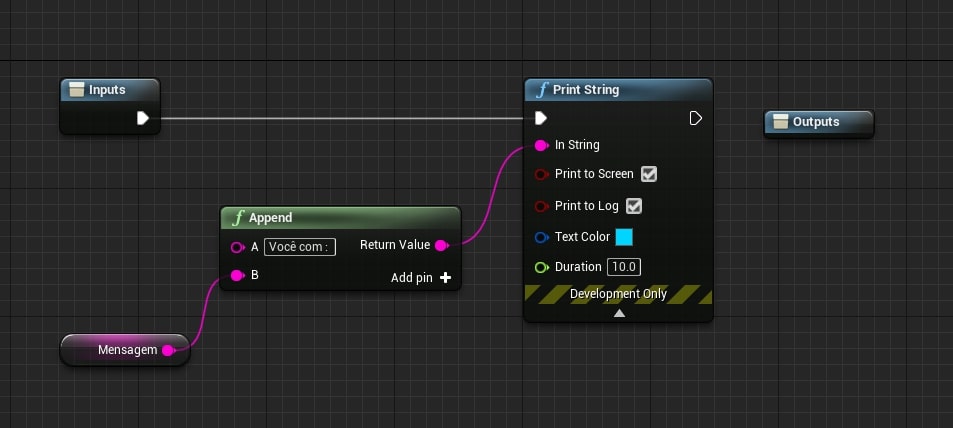 Inputs
Print String
Outputs
In String
Print to Screen
Print to Log
Append
A Você com :
Return Value
Text Color
B
Add pin
Duration 10.0
Development Only
Mensagem